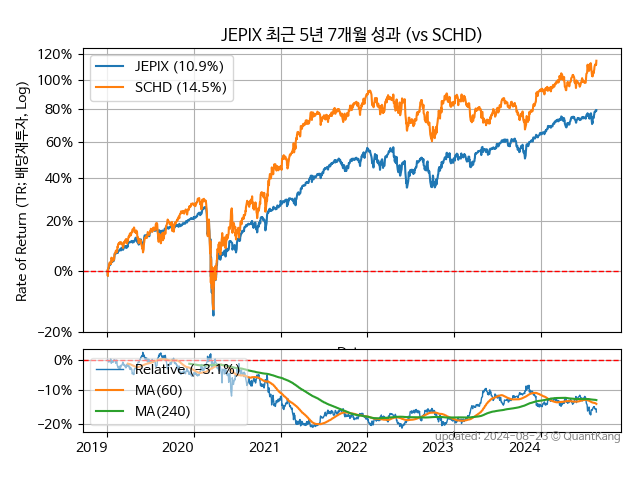 JEPIX 최근 5년 7개월 성과 (vs SCHD)
Rate of Return (TR; 배당재투자, Log)
120%
100%
80%
60%
40%
20%
0%
−20%
JEPIX (10.9%)
SCHD (14.5%)
0%
−10%
−20%
Relative (−3.1%)
MA(60)
MA(240)
2019 2020 2021 2022 2023 2024
updated: 2024-08-23 © QuantKang